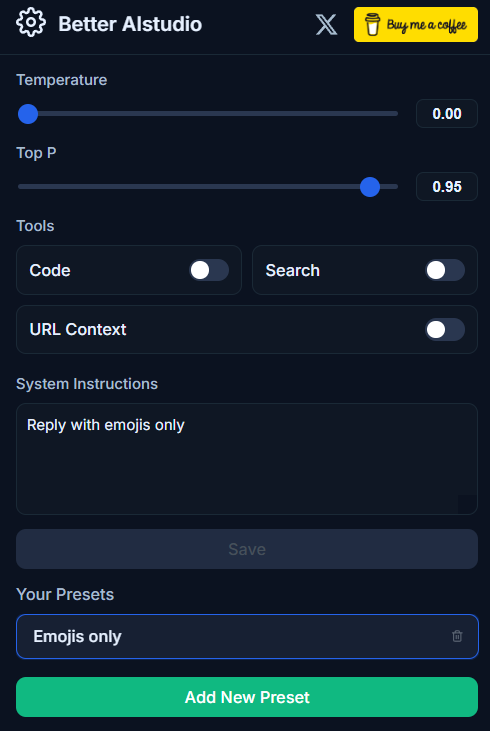 Better AIstudio
Buy me a coffee
Temperature
0.00
Top P
0.95
Tools
Code
Search
URL Context
System Instructions
Reply with emojis only
Save
Your Presets
Emojis only
Add New Preset